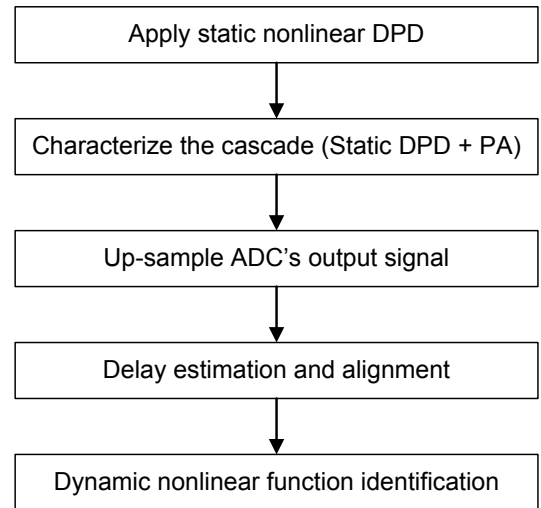 Apply static nonlinear DPD
Characterize the cascade (Static DPD + PA)
Up-sample ADC's output signal
Delay estimation and alignment
Dynamic nonlinear function identification